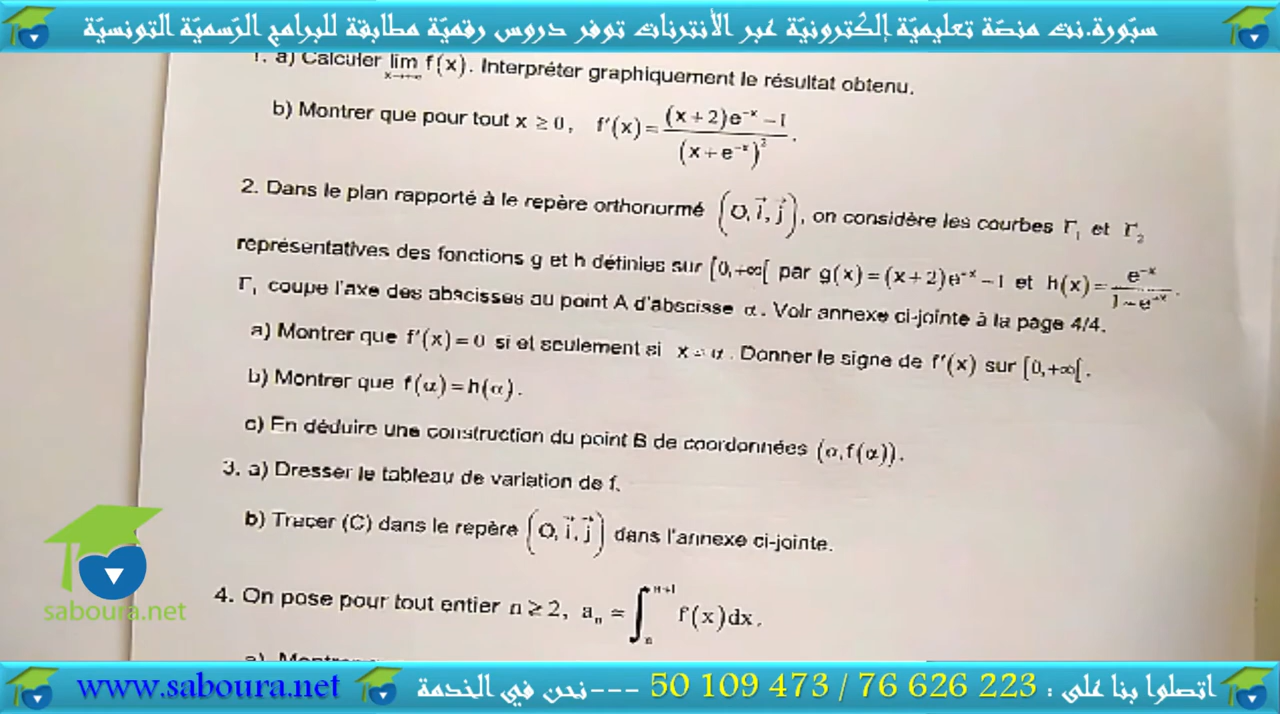 سبّورة.نت منصّة تعليميّة إلكترونيّة عبر الأنترنات توفر دروس رقميّة مطابقة للبرامج الرّسميّة التونسيّة
1. a) Calculer lim x→+∞ f(x). Interpréter graphiquement le résultat obtenu.
b) Montrer que pour tout x ≥ 0, f'(x) = ((x+2)e^{-x} - 1) / (x+e^{-x})^2.
2. Dans le plan rapporté à le repère orthonormé (O, i⃗, j⃗), on considère les courbes Γ₁ et Γ₂
représentatives des fonctions g et h définies sur [0,+∞[ par g(x) = (x+2)e^{-x} - 1 et h(x) = e^{-x} / (1 - e^{-x}).
Γ₁ coupe l'axe des abscisses au point A d'abscisse α. Voir annexe ci-jointe à la page 4/4.
a) Montrer que f'(x) = 0 si et seulement si x = α. Donner le signe de f'(x) sur [0,+∞[.
b) Montrer que f(α) = h(α).
c) En déduire une construction du point B de coordonnées (α, f(α)).
3. a) Dresser le tableau de variation de f.
b) Tracer (C) dans le repère (O, i⃗, j⃗) dans l'annexe ci-jointe.
4. On pose pour tout entier n ≥ 2, aₙ = ∫_n^{n+1} f(x)dx.
saboura.net
www.saboura.net اتصلوا بنا على : 223 626 76 / 473 109 50 ---نحن في الخدمة